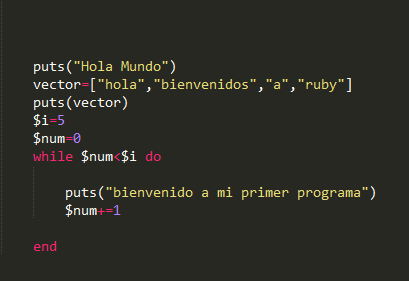 puts("Hola Mundo")
vector=["hola","bienvenidos","a","ruby"]
puts(vector)
$i=5
$num=0
while $num<$i do
puts("bienvenido a mi primer programa")
$num+=1
end